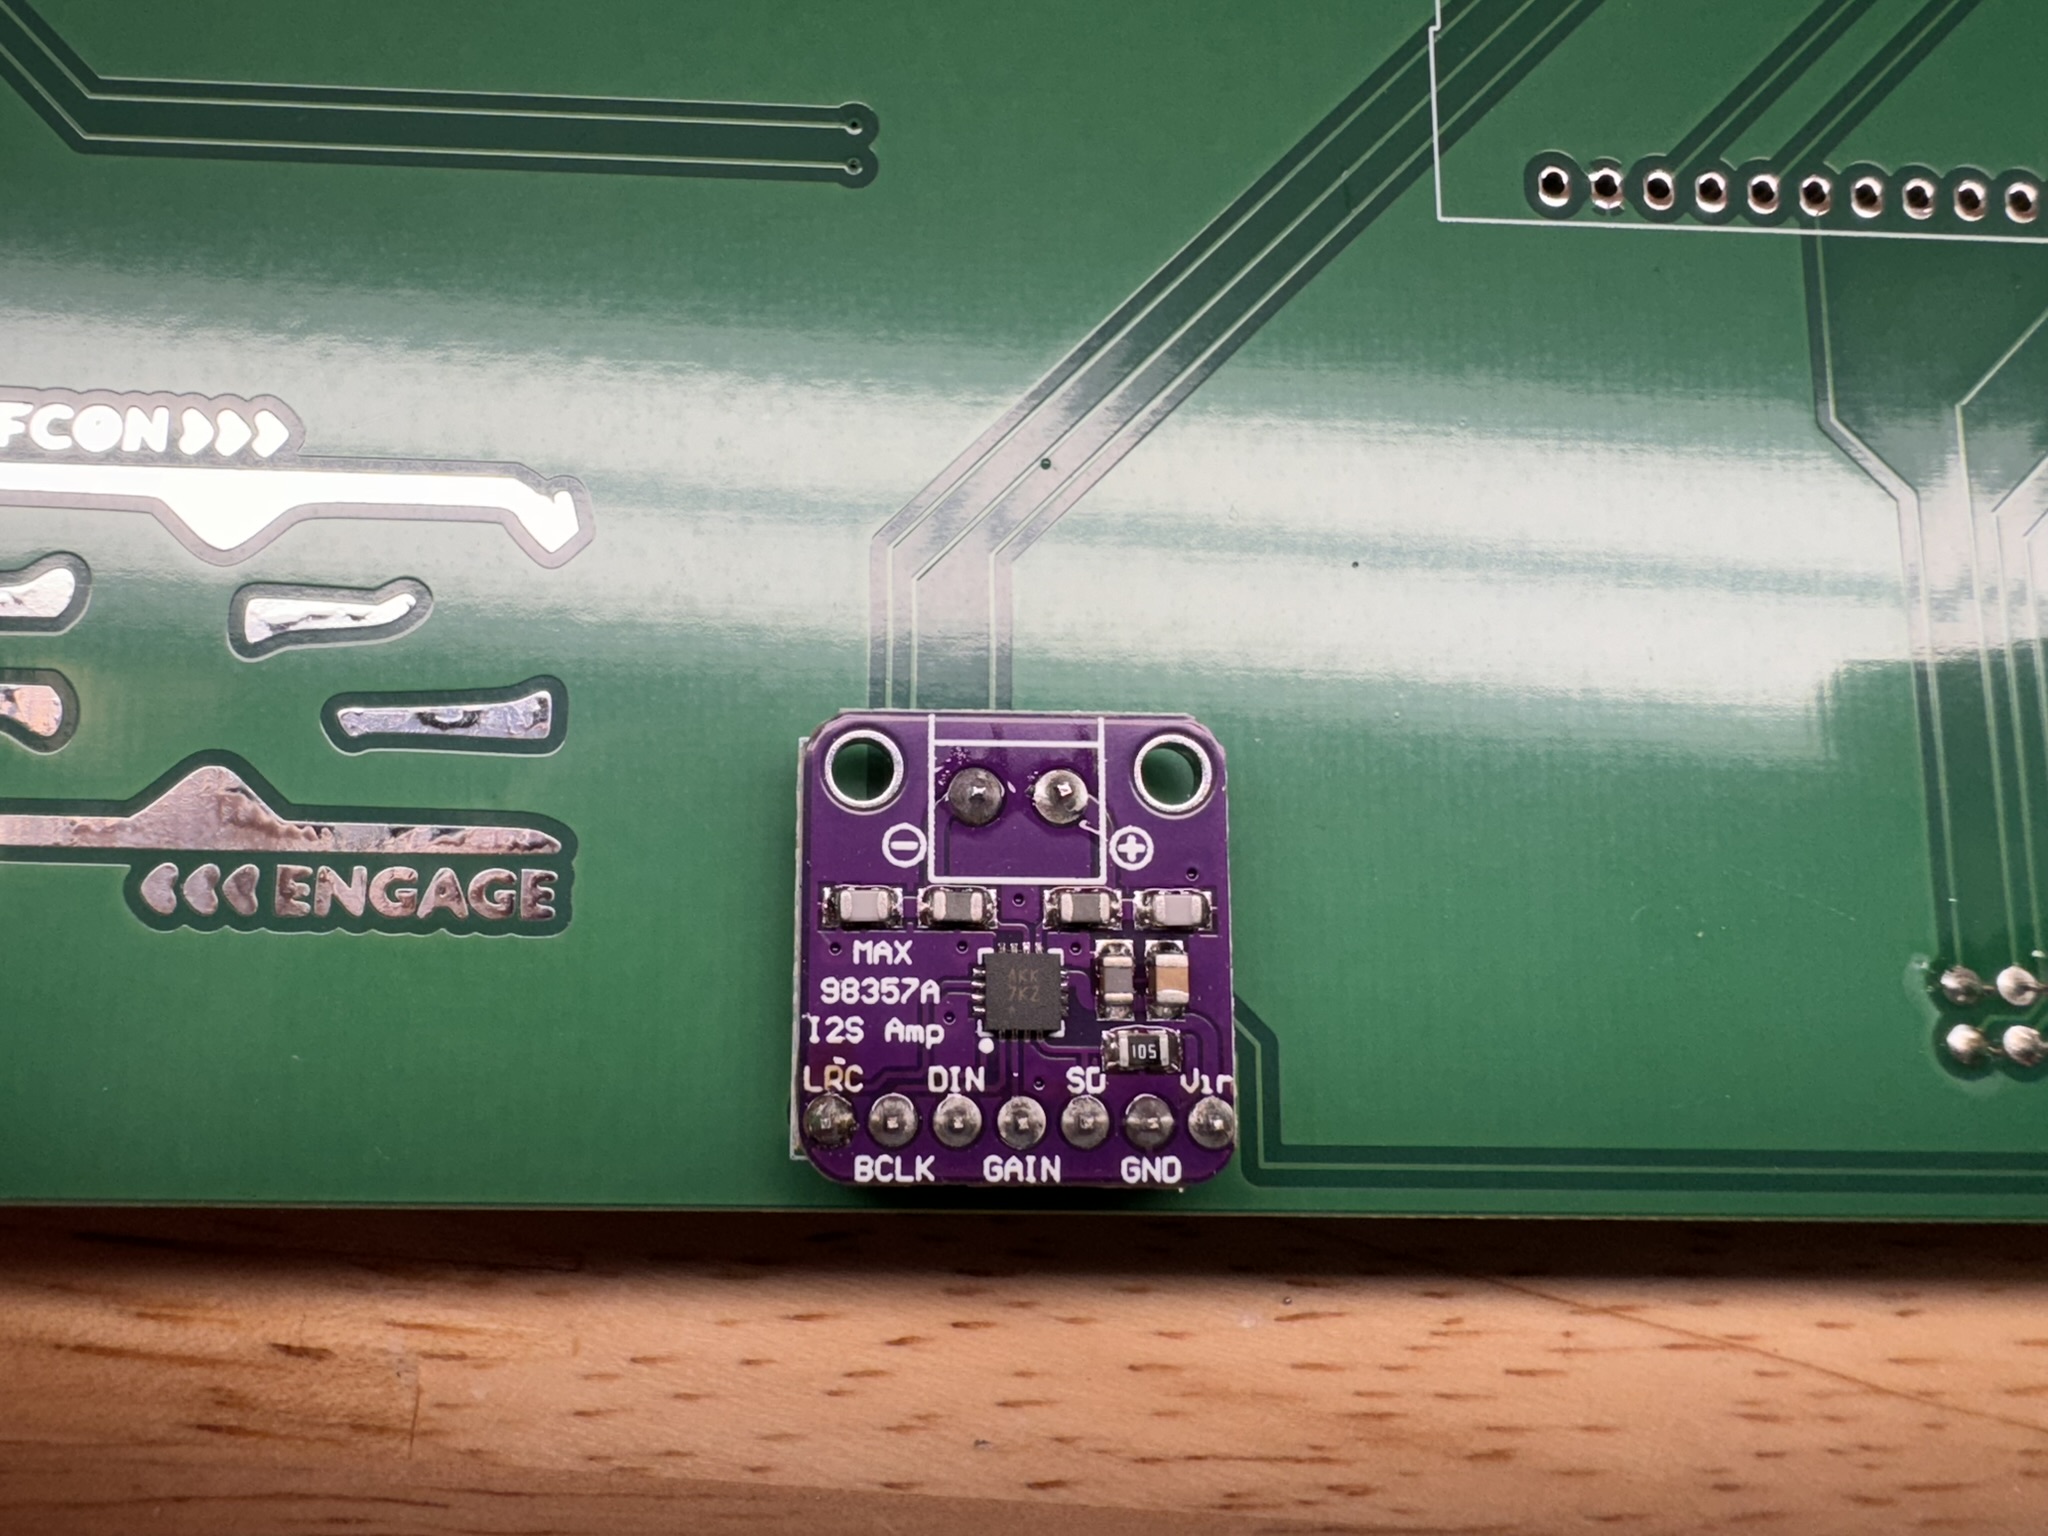 FCON
ENGAGE
MAX
98357A
I2S Amp
LRC DIN SD Vin
BCLK GAIN GND
AKK
7K2
105